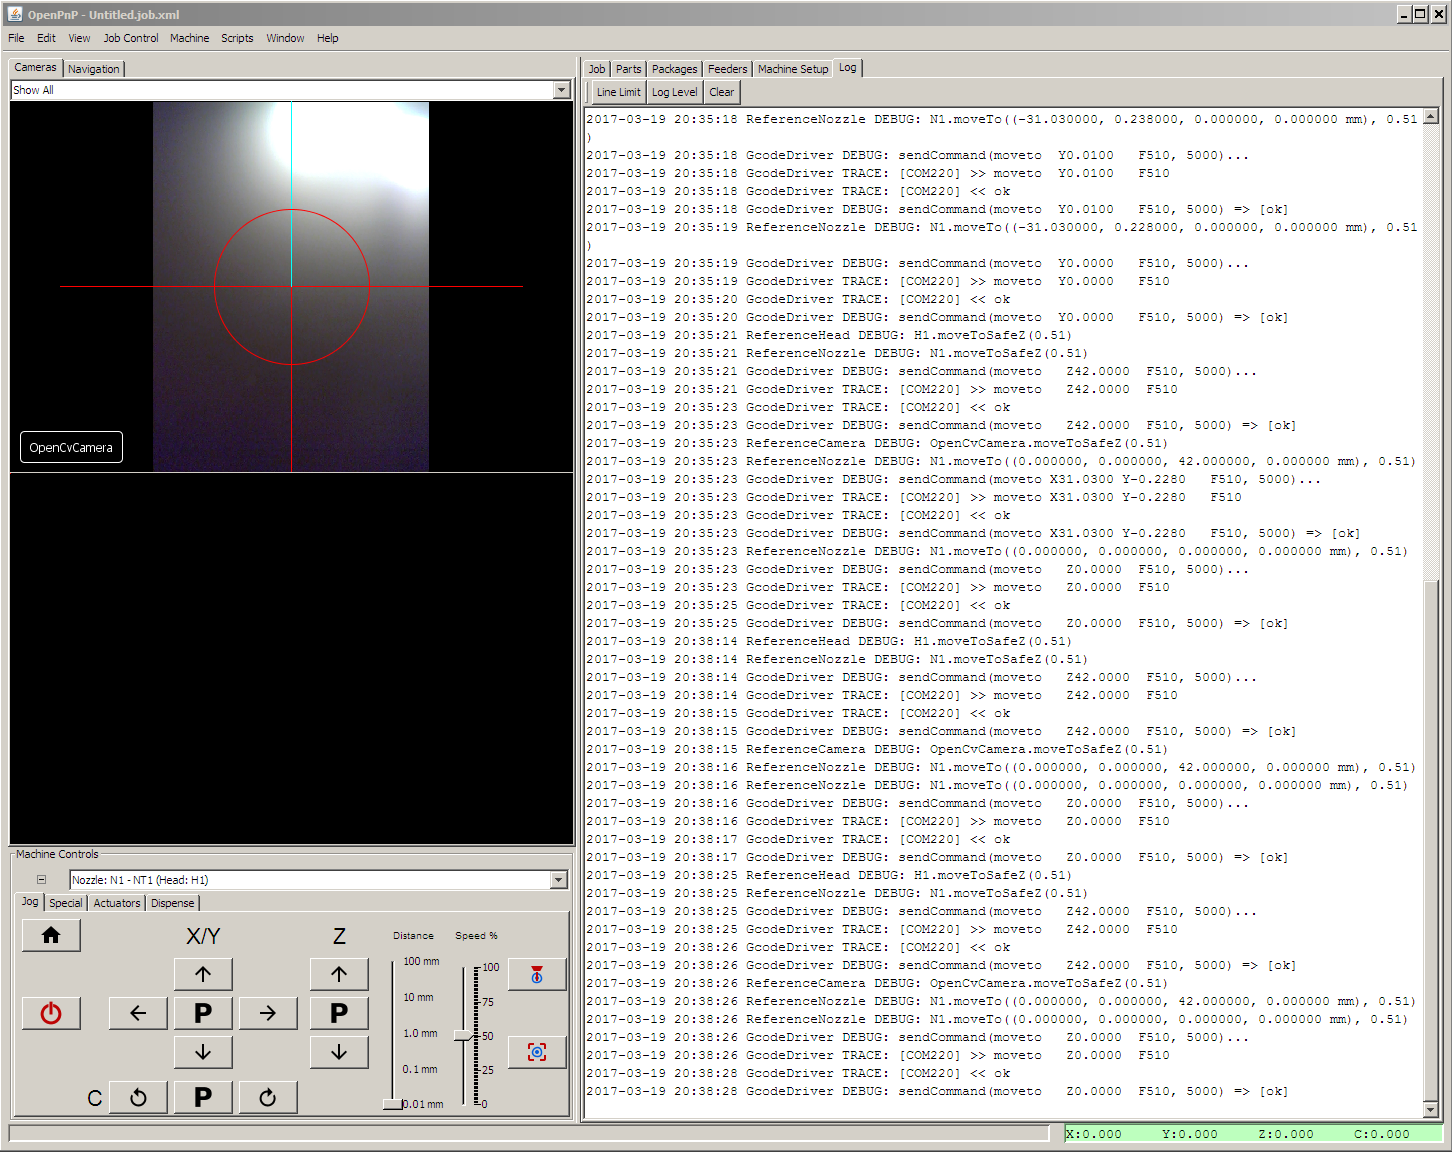 OpenPnP - Untitled.job.xml
File Edit View Job Control Machine Scripts Window Help
Cameras Navigation
Show All
OpenCvCamera
Machine Controls
Nozzle: N1 - NT1 (Head: H1)
Jog Special Actuators Dispense
X/Y Z Distance Speed %
100 mm 100
10 mm 75
P P
1.0 mm 50
0.1 mm 25
C P 0.01 mm 0
Job Parts Packages Feeders Machine Setup Log
Line Limit Log Level Clear
2017-03-19 20:35:18 ReferenceNozzle DEBUG: N1.moveTo((-31.030000, 0.238000, 0.000000, 0.000000 mm), 0.51
)
2017-03-19 20:35:18 GcodeDriver DEBUG: sendCommand(moveto  Y0.0100   F510, 5000)...
2017-03-19 20:35:18 GcodeDriver TRACE: [COM220] >> moveto  Y0.0100   F510
2017-03-19 20:35:18 GcodeDriver TRACE: [COM220] << ok
2017-03-19 20:35:18 GcodeDriver DEBUG: sendCommand(moveto  Y0.0100   F510, 5000) => [ok]
2017-03-19 20:35:19 ReferenceNozzle DEBUG: N1.moveTo((-31.030000, 0.228000, 0.000000, 0.000000 mm), 0.51
)
2017-03-19 20:35:19 GcodeDriver DEBUG: sendCommand(moveto  Y0.0000   F510, 5000)...
2017-03-19 20:35:19 GcodeDriver TRACE: [COM220] >> moveto  Y0.0000   F510
2017-03-19 20:35:20 GcodeDriver TRACE: [COM220] << ok
2017-03-19 20:35:20 GcodeDriver DEBUG: sendCommand(moveto  Y0.0000   F510, 5000) => [ok]
2017-03-19 20:35:21 ReferenceHead DEBUG: H1.moveToSafeZ(0.51)
2017-03-19 20:35:21 ReferenceNozzle DEBUG: N1.moveToSafeZ(0.51)
2017-03-19 20:35:21 GcodeDriver DEBUG: sendCommand(moveto   Z42.0000  F510, 5000)...
2017-03-19 20:35:21 GcodeDriver TRACE: [COM220] >> moveto   Z42.0000  F510
2017-03-19 20:35:23 GcodeDriver TRACE: [COM220] << ok
2017-03-19 20:35:23 GcodeDriver DEBUG: sendCommand(moveto   Z42.0000  F510, 5000) => [ok]
2017-03-19 20:35:23 ReferenceCamera DEBUG: OpenCvCamera.moveToSafeZ(0.51)
2017-03-19 20:35:23 ReferenceNozzle DEBUG: N1.moveTo((0.000000, 0.000000, 42.000000, 0.000000 mm), 0.51)
2017-03-19 20:35:23 GcodeDriver DEBUG: sendCommand(moveto X31.0300 Y-0.2280   F510, 5000)...
2017-03-19 20:35:23 GcodeDriver TRACE: [COM220] >> moveto X31.0300 Y-0.2280   F510
2017-03-19 20:35:23 GcodeDriver TRACE: [COM220] << ok
2017-03-19 20:35:23 GcodeDriver DEBUG: sendCommand(moveto X31.0300 Y-0.2280   F510, 5000) => [ok]
2017-03-19 20:35:23 ReferenceNozzle DEBUG: N1.moveTo((0.000000, 0.000000, 0.000000, 0.000000 mm), 0.51)
2017-03-19 20:35:23 GcodeDriver DEBUG: sendCommand(moveto   Z0.0000  F510, 5000)...
2017-03-19 20:35:23 GcodeDriver TRACE: [COM220] >> moveto   Z0.0000  F510
2017-03-19 20:35:25 GcodeDriver TRACE: [COM220] << ok
2017-03-19 20:35:25 GcodeDriver DEBUG: sendCommand(moveto   Z0.0000  F510, 5000) => [ok]
2017-03-19 20:38:14 ReferenceHead DEBUG: H1.moveToSafeZ(0.51)
2017-03-19 20:38:14 ReferenceNozzle DEBUG: N1.moveToSafeZ(0.51)
2017-03-19 20:38:14 GcodeDriver DEBUG: sendCommand(moveto   Z42.0000  F510, 5000)...
2017-03-19 20:38:14 GcodeDriver TRACE: [COM220] >> moveto   Z42.0000  F510
2017-03-19 20:38:15 GcodeDriver TRACE: [COM220] << ok
2017-03-19 20:38:15 GcodeDriver DEBUG: sendCommand(moveto   Z42.0000  F510, 5000) => [ok]
2017-03-19 20:38:15 ReferenceCamera DEBUG: OpenCvCamera.moveToSafeZ(0.51)
2017-03-19 20:38:16 ReferenceNozzle DEBUG: N1.moveTo((0.000000, 0.000000, 42.000000, 0.000000 mm), 0.51)
2017-03-19 20:38:16 ReferenceNozzle DEBUG: N1.moveTo((0.000000, 0.000000, 0.000000, 0.000000 mm), 0.51)
2017-03-19 20:38:16 GcodeDriver DEBUG: sendCommand(moveto   Z0.0000  F510, 5000)...
2017-03-19 20:38:16 GcodeDriver TRACE: [COM220] >> moveto   Z0.0000  F510
2017-03-19 20:38:17 GcodeDriver TRACE: [COM220] << ok
2017-03-19 20:38:17 GcodeDriver DEBUG: sendCommand(moveto   Z0.0000  F510, 5000) => [ok]
2017-03-19 20:38:25 ReferenceHead DEBUG: H1.moveToSafeZ(0.51)
2017-03-19 20:38:25 ReferenceNozzle DEBUG: N1.moveToSafeZ(0.51)
2017-03-19 20:38:25 GcodeDriver DEBUG: sendCommand(moveto   Z42.0000  F510, 5000)...
2017-03-19 20:38:25 GcodeDriver TRACE: [COM220] >> moveto   Z42.0000  F510
2017-03-19 20:38:26 GcodeDriver TRACE: [COM220] << ok
2017-03-19 20:38:26 GcodeDriver DEBUG: sendCommand(moveto   Z42.0000  F510, 5000) => [ok]
2017-03-19 20:38:26 ReferenceCamera DEBUG: OpenCvCamera.moveToSafeZ(0.51)
2017-03-19 20:38:26 ReferenceNozzle DEBUG: N1.moveTo((0.000000, 0.000000, 42.000000, 0.000000 mm), 0.51)
2017-03-19 20:38:26 ReferenceNozzle DEBUG: N1.moveTo((0.000000, 0.000000, 0.000000, 0.000000 mm), 0.51)
2017-03-19 20:38:26 GcodeDriver DEBUG: sendCommand(moveto   Z0.0000  F510, 5000)...
2017-03-19 20:38:26 GcodeDriver TRACE: [COM220] >> moveto   Z0.0000  F510
2017-03-19 20:38:28 GcodeDriver TRACE: [COM220] << ok
2017-03-19 20:38:28 GcodeDriver DEBUG: sendCommand(moveto   Z0.0000  F510, 5000) => [ok]
X:0.000 Y:0.000 Z:0.000 C:0.000